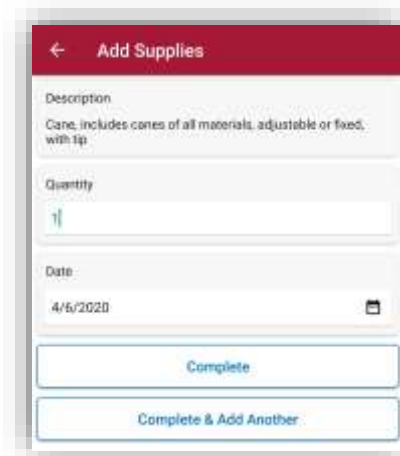 Add Supplies
Description
Cane, includes canes of all materials, adjustable or fixed,
with tip
Quantity
1
Date
4/6/2020
Complete
Complete & Add Another